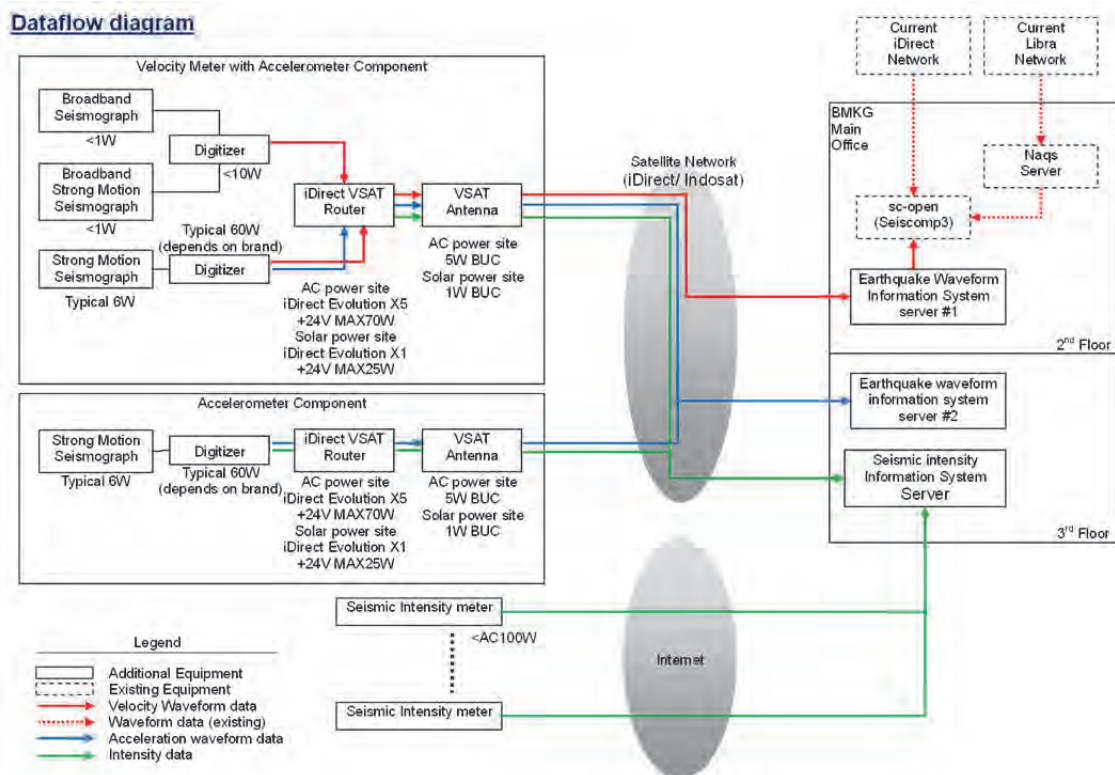 Dataflow diagram
Velocity Meter with Accelerometer Component
Broadband
Seismograph
<1W
Digitizer
<10W
Broadband
Strong Motion
Seismograph
<1W
Strong Motion
Seismograph
Typical 6W
Typical 60W
(depends on brand)
Digitizer
iDirect VSAT
Router
AC power site
iDirect Evolution X5
+24V MAX70W
Solar power site
iDirect Evolution X1
+24V MAX25W
VSAT
Antenna
AC power site
5W BUC
Solar power site
1W BUC
Satellite Network
(iDirect/ Indosat)
Current
iDirect
Network
Current
Libra
Network
BMKG
Main
Office
Naqs
Server
sc-open
(Seiscomp3)
Earthquake Waveform
Information System
server #1
2nd Floor
Earthquake waveform
information system
server #2
Seismic intensity
Information System
Server
3rd Floor
Accelerometer Component
Strong Motion
Seismograph
Typical 6W
Digitizer
Typical 60W
(depends on brand)
iDirect VSAT
Router
AC power site
iDirect Evolution X5
+24V MAX70W
Solar power site
iDirect Evolution X1
+24V MAX25W
VSAT
Antenna
AC power site
5W BUC
Solar power site
1W BUC
Seismic Intensity meter
<AC100W
Internet
Seismic Intensity meter
Legend
Additional Equipment
Existing Equipment
Velocity Waveform data
Waveform data (existing)
Acceleration waveform data
Intensity data